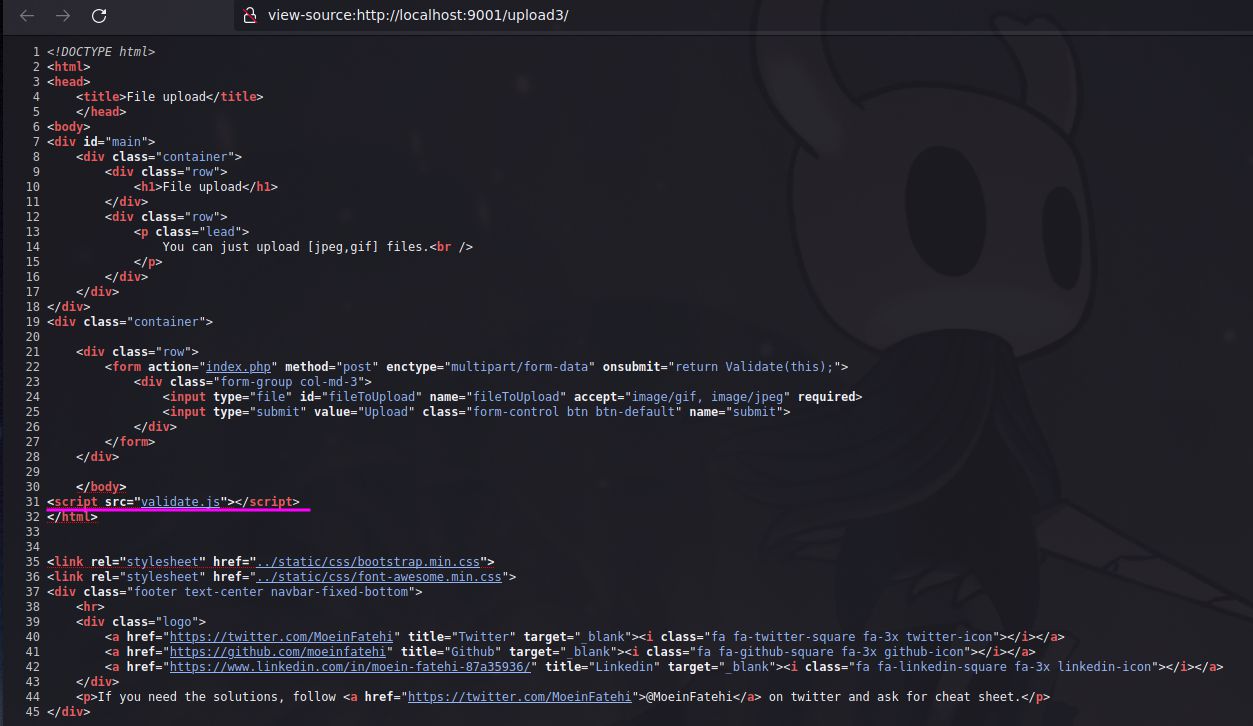 view-source:http://localhost:9001/upload3/
1 <!DOCTYPE html>
2 <html>
3 <head>
4     <title>File upload</title>
5     </head>
6 <body>
7 <div id="main">
8     <div class="container">
9         <div class="row">
10             <h1>File upload</h1>
11         </div>
12         <div class="row">
13             <p class="lead">
14                 You can just upload [jpeg,gif] files.<br />
15             </p>
16         </div>
17     </div>
18 </div>
19 <div class="container">
20
21     <div class="row">
22         <form action="index.php" method="post" enctype="multipart/form-data" onsubmit="return Validate(this);">
23             <div class="form-group col-md-3">
24                 <input type="file" id="fileToUpload" name="fileToUpload" accept="image/gif, image/jpeg" required>
25                 <input type="submit" value="Upload" class="form-control btn btn-default" name="submit">
26             </div>
27         </form>
28     </div>
29
30     </body>
31 <script src="validate.js"></script>
32 </html>
33
34
35 <link rel="stylesheet" href="../static/css/bootstrap.min.css">
36 <link rel="stylesheet" href="../static/css/font-awesome.min.css">
37 <div class="footer text-center navbar-fixed-bottom">
38     <hr>
39     <div class="logo">
40         <a href="https://twitter.com/MoeinFatehi" title="Twitter" target="_blank"><i class="fa fa-twitter-square fa-3x twitter-icon"></i></a>
41         <a href="https://github.com/moeinfatehi" title="Github" target="_blank"><i class="fa fa-github-square fa-3x github-icon"></i></a>
42         <a href="https://www.linkedin.com/in/moein-fatehi-87a35936/" title="Linkedin" target="_blank"><i class="fa fa-linkedin-square fa-3x linkedin-icon"></i></a>
43     </div>
44     <p>If you need the solutions, follow <a href="https://twitter.com/MoeinFatehi">@MoeinFatehi</a> on twitter and ask for cheat sheet.</p>
45 </div>